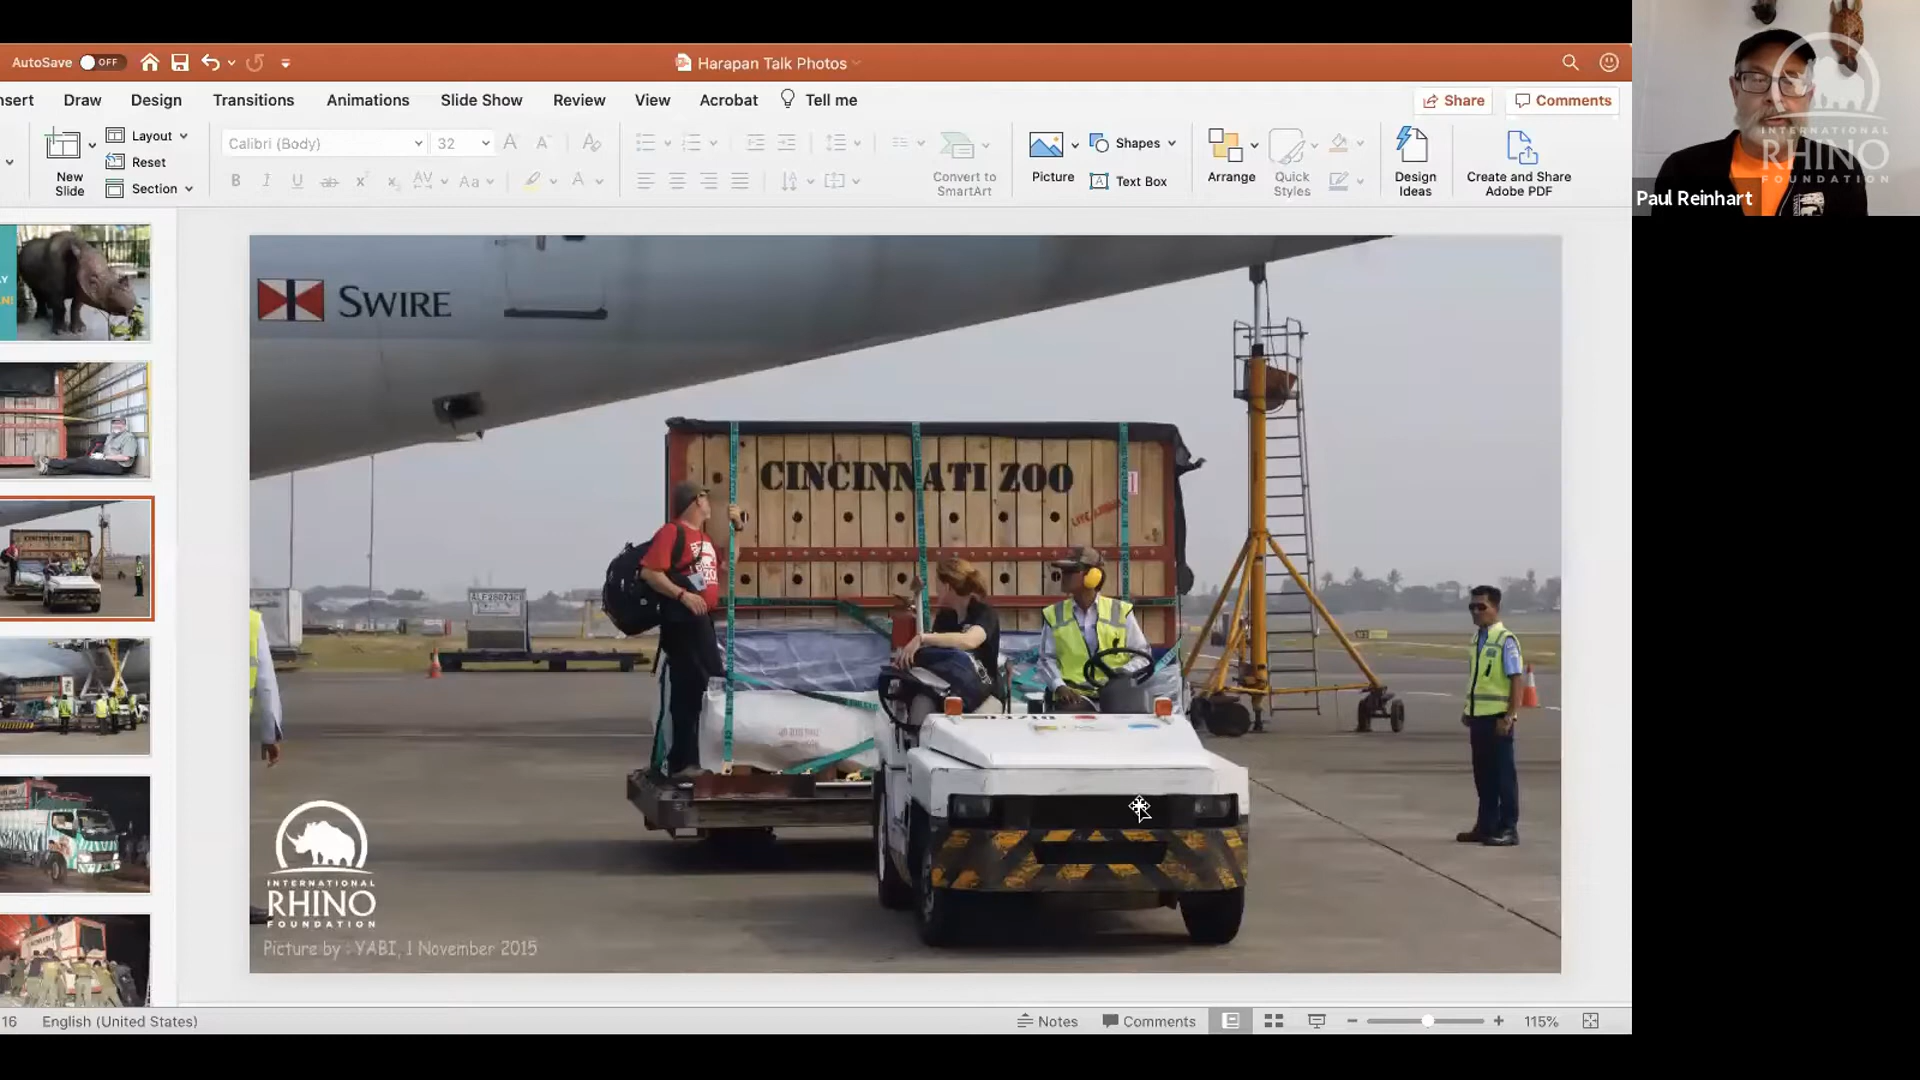 AutoSave OFF
Harapan Talk Photos
nsert Draw Design Transitions Animations Slide Show Review View Acrobat Tell me Share Comments
New Slide
Layout
Reset
Section
Calibri (Body) 32
Convert to SmartArt
Picture
Shapes
Text Box
Arrange
Quick Styles
Design Ideas
Create and Share Adobe PDF
INTERNATIONAL
RHINO
FOUNDATION
Paul Reinhart
SWIRE
CINCINNATI ZOO
LIVE ANIMAL
INTERNATIONAL
RHINO
FOUNDATION
Picture by : YABI, 1 November 2015
16 English (United States) Notes Comments 115%